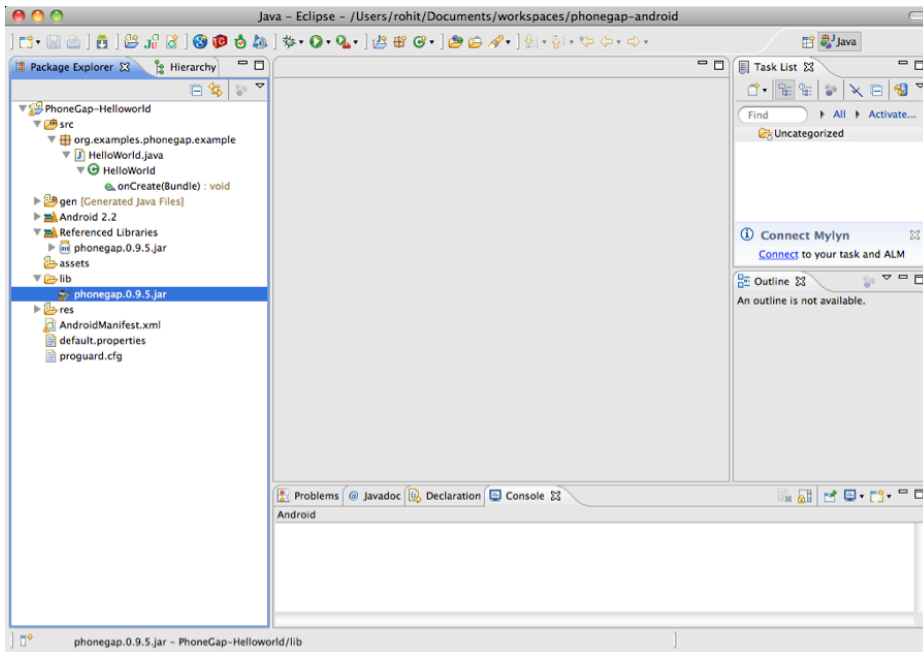 Java – Eclipse – /Users/rohit/Documents/workspaces/phonegap-android
Java
Package Explorer
Hierarchy
PhoneGap-Helloworld
src
org.examples.phonegap.example
HelloWorld.java
HelloWorld
onCreate(Bundle) : void
gen [Generated Java Files]
Android 2.2
Referenced Libraries
phonegap.0.9.5.jar
assets
lib
phonegap.0.9.5.jar
res
AndroidManifest.xml
default.properties
proguard.cfg
Task List
Find
All
Activate...
Uncategorized
Connect Mylyn
Connect to your task and ALM
Outline
An outline is not available.
Problems
@ Javadoc
Declaration
Console
Android
phonegap.0.9.5.jar – PhoneGap-Helloworld/lib